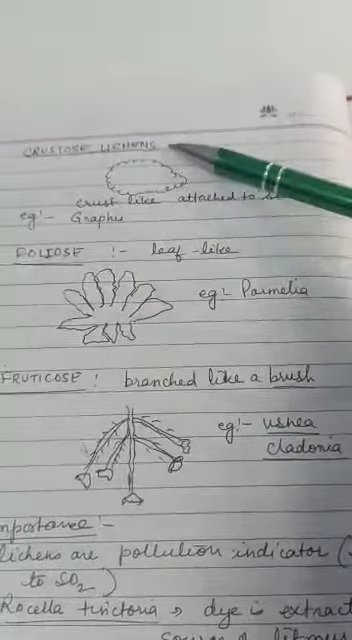 CRUSTOSE LICHENS
crust like attached to
eg:- Graphis
FOLIOSE :- leaf-like
eg:- Parmelia
FRUTICOSE : branched like a brush
eg:- Usnea
Cladonia
mportance :-
lichens are pollution indicator (
to SO₂)
Rocella tinctoria → dye is extract